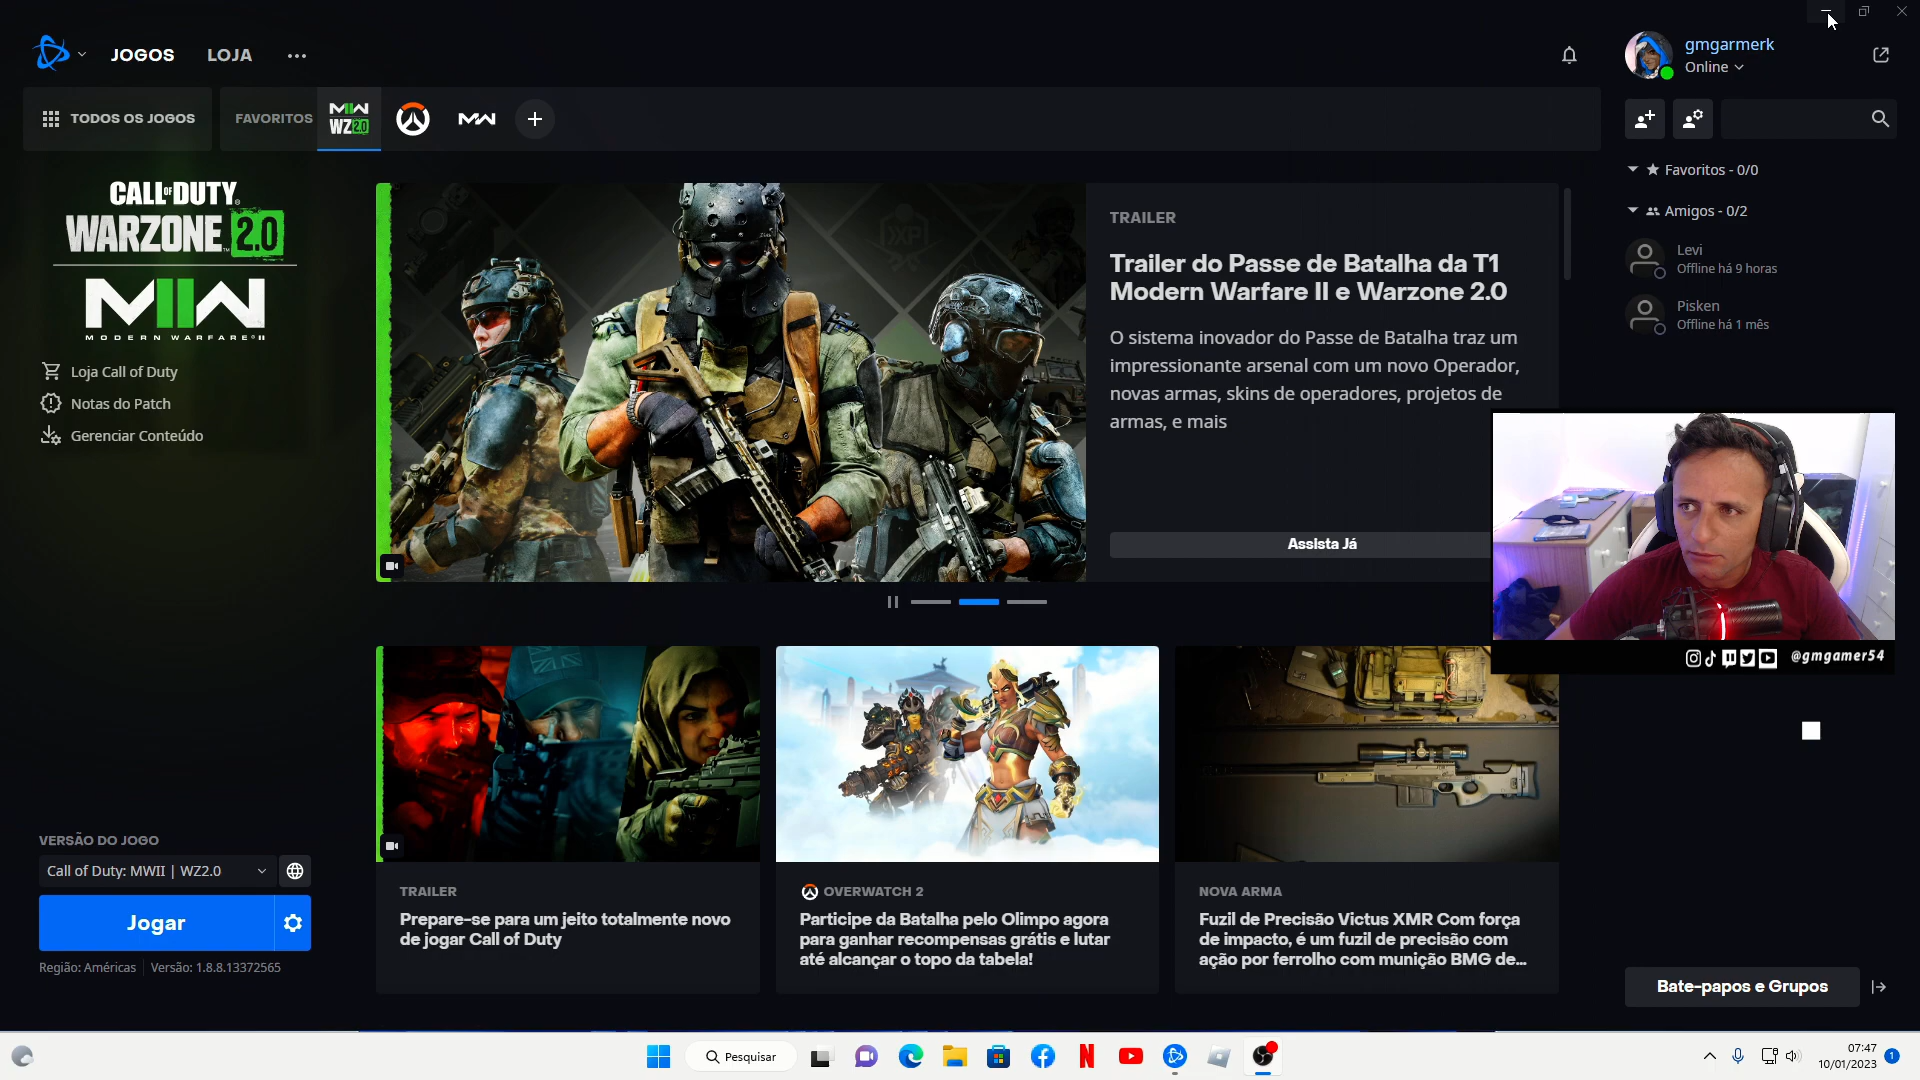 JOGOS
LOJA
gmgarmerk
Online
TODOS OS JOGOS
FAVORITOS
MW
WZ 2.0
MW
Favoritos - 0/0
Amigos - 0/2
Levi
Offline há 9 horas
Pisken
Offline há 1 mês
CALL OF DUTY
WARZONE 2.0
MW
MODERN WARFARE II
Loja Call of Duty
Notas do Patch
Gerenciar Conteúdo
TRAILER
Trailer do Passe de Batalha da T1
Modern Warfare II e Warzone 2.0
O sistema inovador do Passe de Batalha traz um
impressionante arsenal com um novo Operador,
novas armas, skins de operadores, projetos de
armas, e mais
Assista Já
@gmgamer54
VERSÃO DO JOGO
Call of Duty: MWII | WZ2.0
Jogar
Região: Américas
Versão: 1.8.8.13372565
TRAILER
Prepare-se para um jeito totalmente novo
de jogar Call of Duty
OVERWATCH 2
Participe da Batalha pelo Olimpo agora
para ganhar recompensas grátis e lutar
até alcançar o topo da tabela!
NOVA ARMA
Fuzil de Precisão Victus XMR Com força
de impacto, é um fuzil de precisão com
ação por ferrolho com munição BMG de...
Bate-papos e Grupos
Pesquisar
07:47
10/01/2023
1